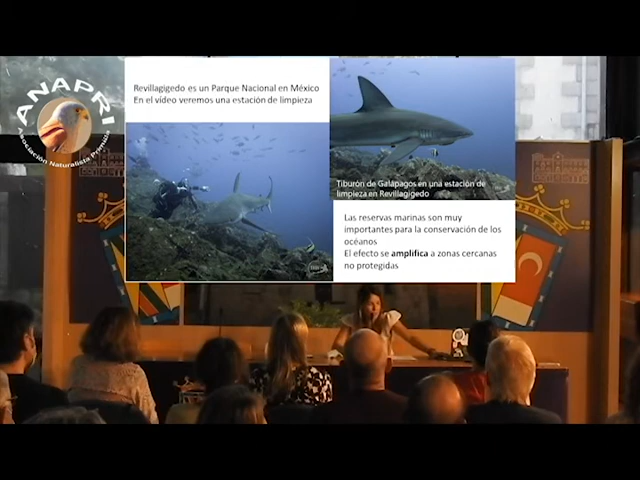 ANAPRI
Asociación Naturalista Primilla
Revillagigedo es un Parque Nacional en México
En el vídeo veremos una estación de limpieza
Tiburón de Galápagos en una estación de
limpieza en Revillagigedo
Las reservas marinas son muy
importantes para la conservación de los
océanos
El efecto se amplifica a zonas cercanas
no protegidas